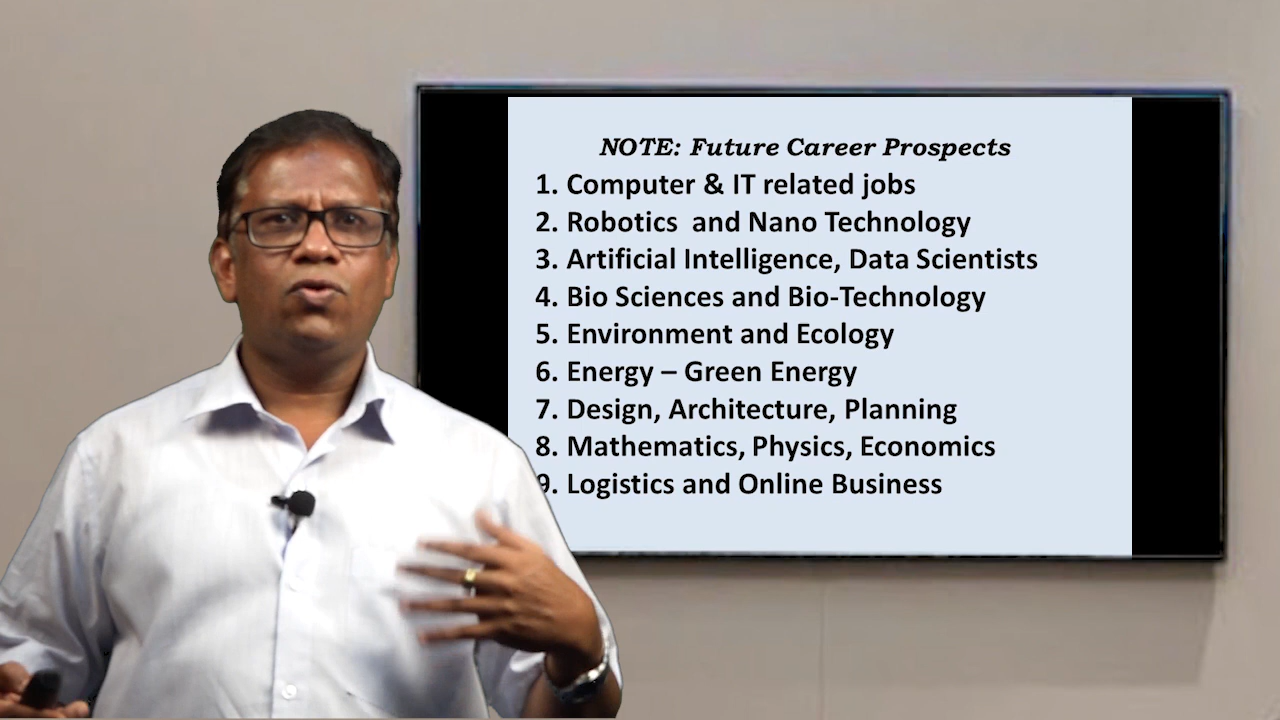 NOTE: Future Career Prospects
1. Computer & IT related jobs
2. Robotics and Nano Technology
3. Artificial Intelligence, Data Scientists
4. Bio Sciences and Bio-Technology
5. Environment and Ecology
6. Energy – Green Energy
7. Design, Architecture, Planning
8. Mathematics, Physics, Economics
9. Logistics and Online Business